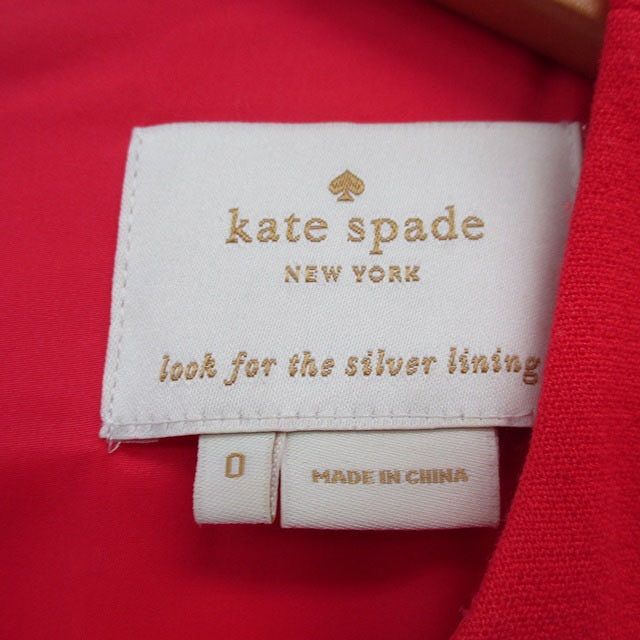 kate spade
NEW YORK
look for the silver lining
0
MADE IN CHINA